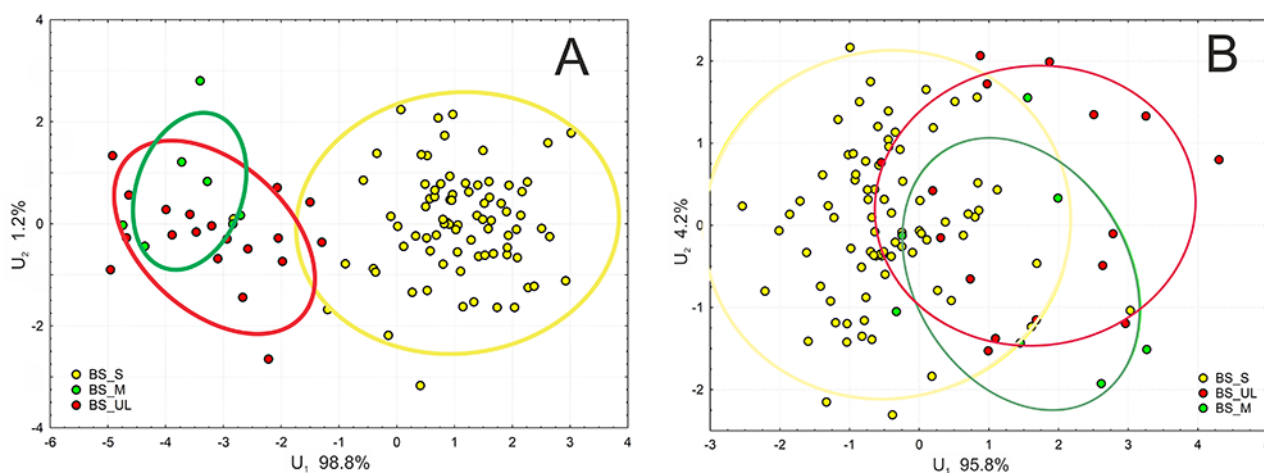 A
4
2
0
-2
-4
U2 1.2%
BS_S
BS_M
BS_UL
-5 -4 -3 -2 -1 0 1 2 3 4
U1 98.8%
B
2
1
0
-1
-2
U2 4.2%
BS_S
BS_UL
BS_M
-3 -2 -1 0 1 2 3 4
U1 95.8%